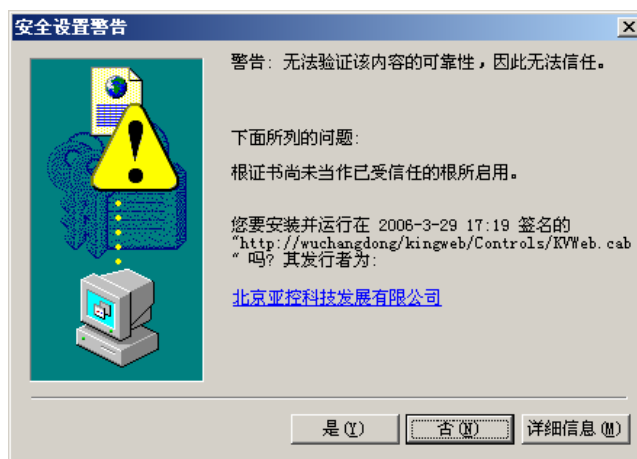 安全设置警告
警告: 无法验证该内容的可靠性，因此无法信任。
下面所列的问题:
根证书尚未当作已受信任的根所启用。
您要安装并运行在 2006-3-29 17:19 签名的
"http://wuchangdong/kingweb/Controls/KVWeb.cab
" 吗? 其发行者为:
北京亚控科技发展有限公司
是(Y) 否(N) 详细信息(M)